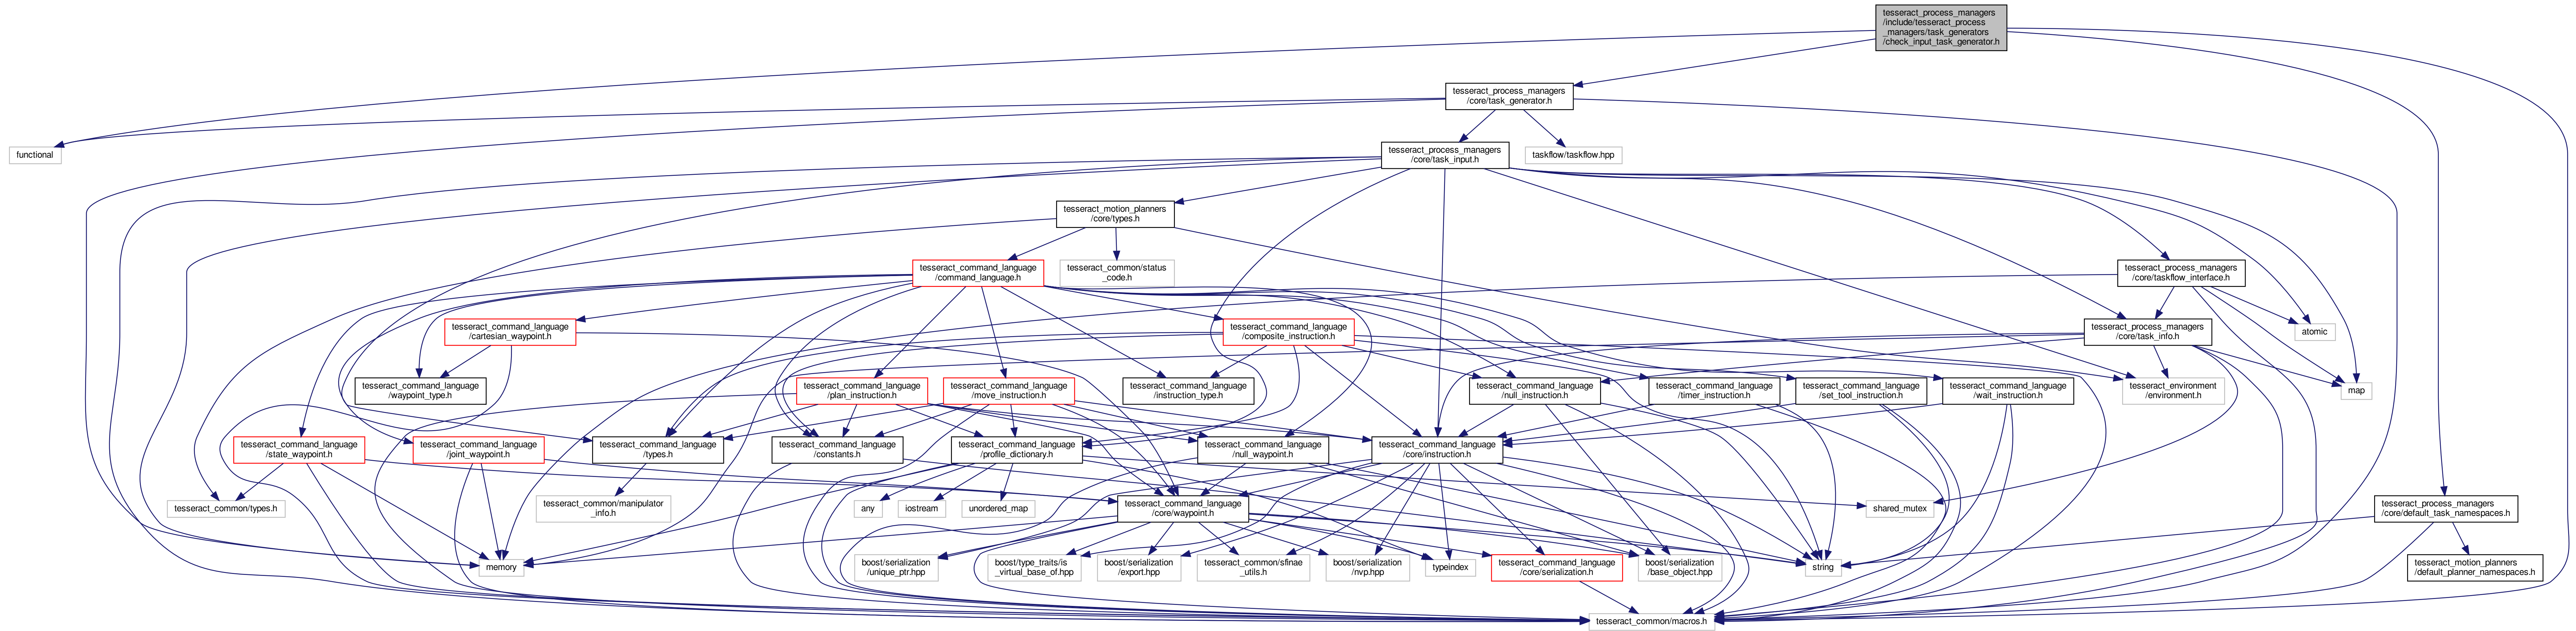 tesseract_process_managers
/include/tesseract_process
_managers/task_generators
/check_input_task_generator.h
tesseract_process_managers
/core/task_generator.h
functional
tesseract_process_managers
/core/task_input.h
taskflow/taskflow.hpp
tesseract_motion_planners
/core/types.h
tesseract_command_language
/command_language.h
tesseract_common/status
_code.h
tesseract_process_managers
/core/taskflow_interface.h
tesseract_command_language
/cartesian_waypoint.h
tesseract_command_language
/composite_instruction.h
tesseract_process_managers
/core/task_info.h
atomic
tesseract_command_language
/waypoint_type.h
tesseract_command_language
/plan_instruction.h
tesseract_command_language
/move_instruction.h
tesseract_command_language
/instruction_type.h
tesseract_command_language
/null_instruction.h
tesseract_command_language
/timer_instruction.h
tesseract_command_language
/set_tool_instruction.h
tesseract_command_language
/wait_instruction.h
tesseract_environment
/environment.h
map
tesseract_command_language
/state_waypoint.h
tesseract_command_language
/joint_waypoint.h
tesseract_command_language
/types.h
tesseract_command_language
/constants.h
tesseract_command_language
/profile_dictionary.h
tesseract_command_language
/null_waypoint.h
tesseract_command_language
/core/instruction.h
tesseract_common/types.h
tesseract_common/manipulator
_info.h
any
iostream
unordered_map
tesseract_command_language
/core/waypoint.h
shared_mutex
tesseract_process_managers
/core/default_task_namespaces.h
memory
boost/serialization
/unique_ptr.hpp
boost/type_traits/is
_virtual_base_of.hpp
boost/serialization
/export.hpp
tesseract_common/sfinae
_utils.h
boost/serialization
/nvp.hpp
typeindex
tesseract_command_language
/core/serialization.h
boost/serialization
/base_object.hpp
string
tesseract_motion_planners
/default_planner_namespaces.h
tesseract_common/macros.h